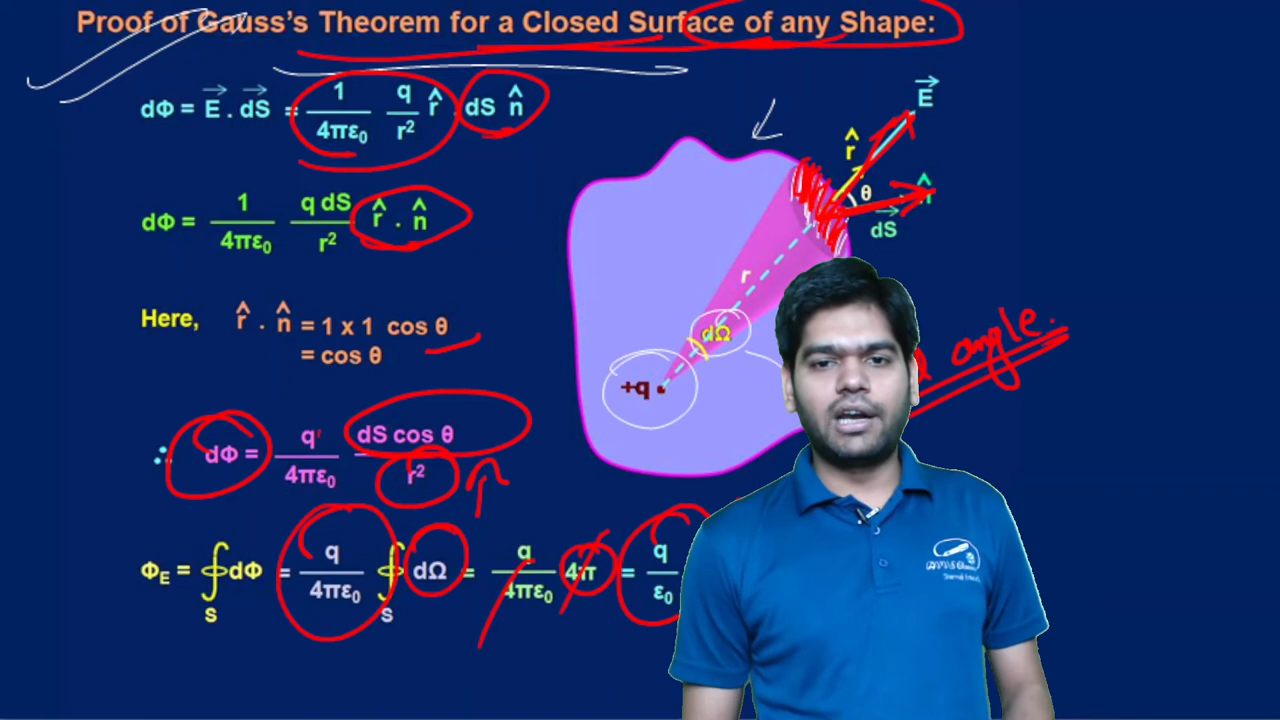 Proof of Gauss's Theorem for a Closed Surface of any Shape:
dΦ = E⃗ . dS⃗ = 1/4πε₀ q/r² r̂ . dS n̂
dΦ = 1/4πε₀ q dS/r² r̂ . n̂
Here, r̂ . n̂ = 1 x 1 cos θ
= cos θ
∴ dΦ = q/4πε₀ dS cos θ/r²
Φ_E = ∮_S dΦ = q/4πε₀ ∮_S dΩ = q/4πε₀ 4π = q/ε₀
E⃗
r̂
θ
n̂
dS⃗
r
dΩ
+q
angle.